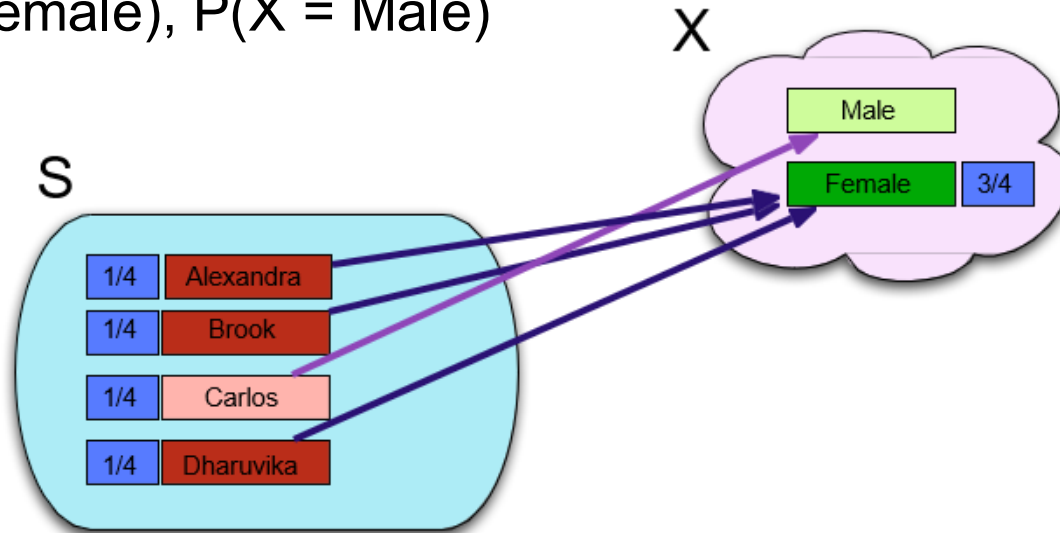 emale), P(X = Male)
X
Male
Female 3/4
S
1/4 Alexandra
1/4 Brook
1/4 Carlos
1/4 Dharuvika